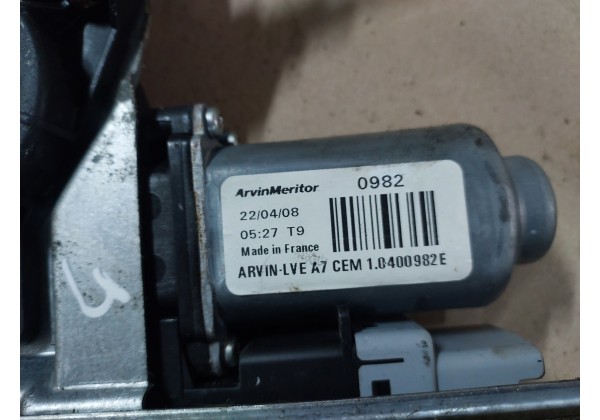 ArvinMeritor 0982
22/04/08
05:27 T9
Made in France
ARVIN-LVE A7 CEM 1.0400982E